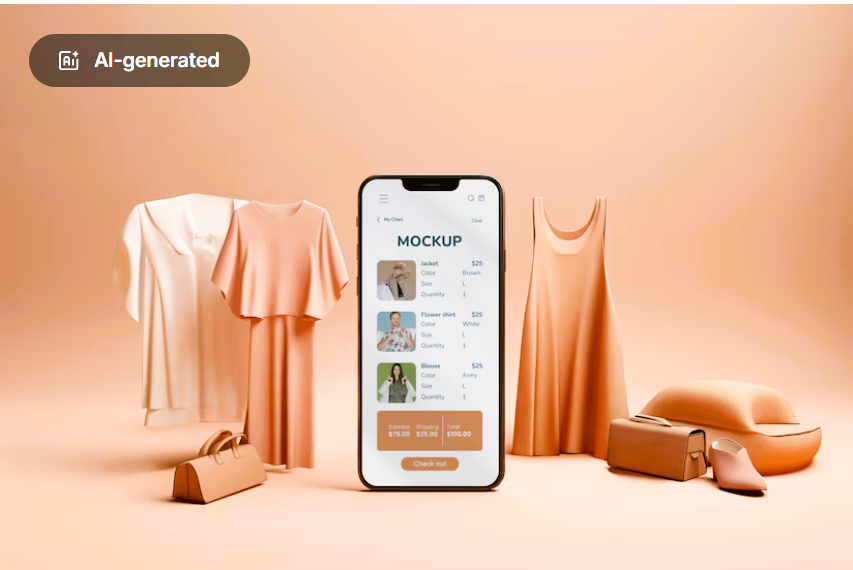 AI-generated
My Chart
Clear
MOCKUP
Jacket $25
Color Brown
Size L
Quantity 1
Flower shirt $25
Color White
Size L
Quantity 1
Blouse $25
Color Army
Size L
Quantity 1
Subtotal Shipping Total
$75.00 $25.00 $100.00
Check out